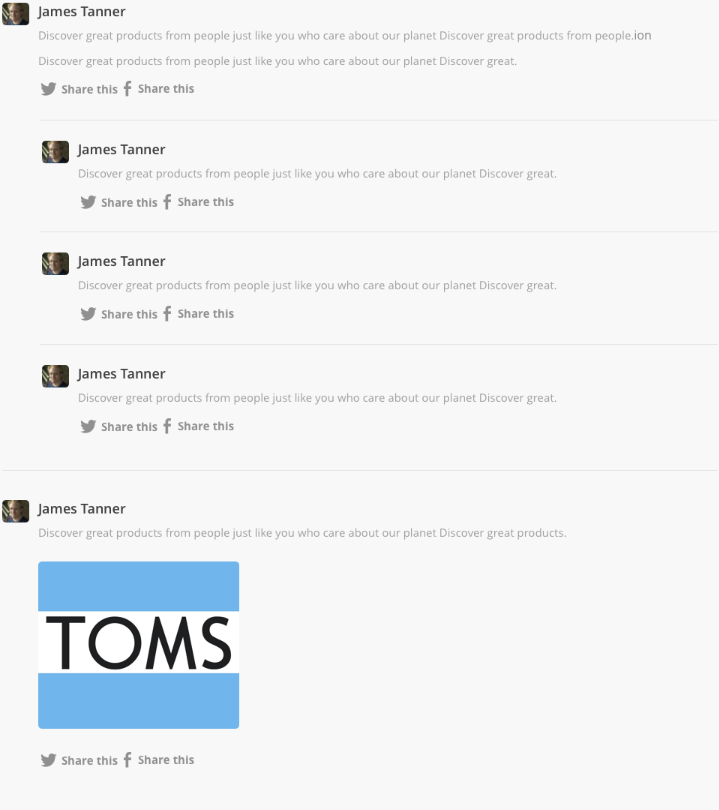 James Tanner
Discover great products from people just like you who care about our planet Discover great products from people.ion
Discover great products from people just like you who care about our planet Discover great.
Share this Share this
James Tanner
Discover great products from people just like you who care about our planet Discover great.
Share this Share this
James Tanner
Discover great products from people just like you who care about our planet Discover great.
Share this Share this
James Tanner
Discover great products from people just like you who care about our planet Discover great.
Share this Share this
James Tanner
Discover great products from people just like you who care about our planet Discover great products.
TOMS
Share this Share this